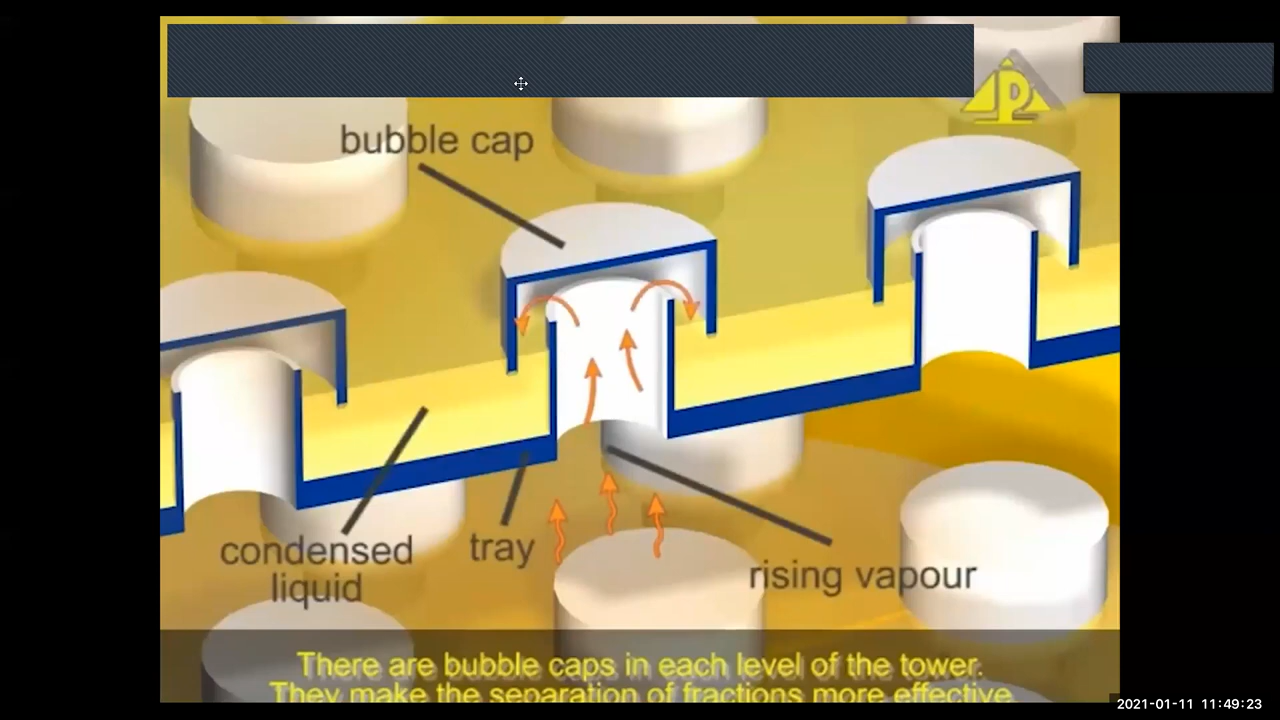 bubble cap
condensed
liquid
tray
rising vapour
There are bubble caps in each level of the tower.
They make the separation of fractions more effective
2021-01-11 11:49:23